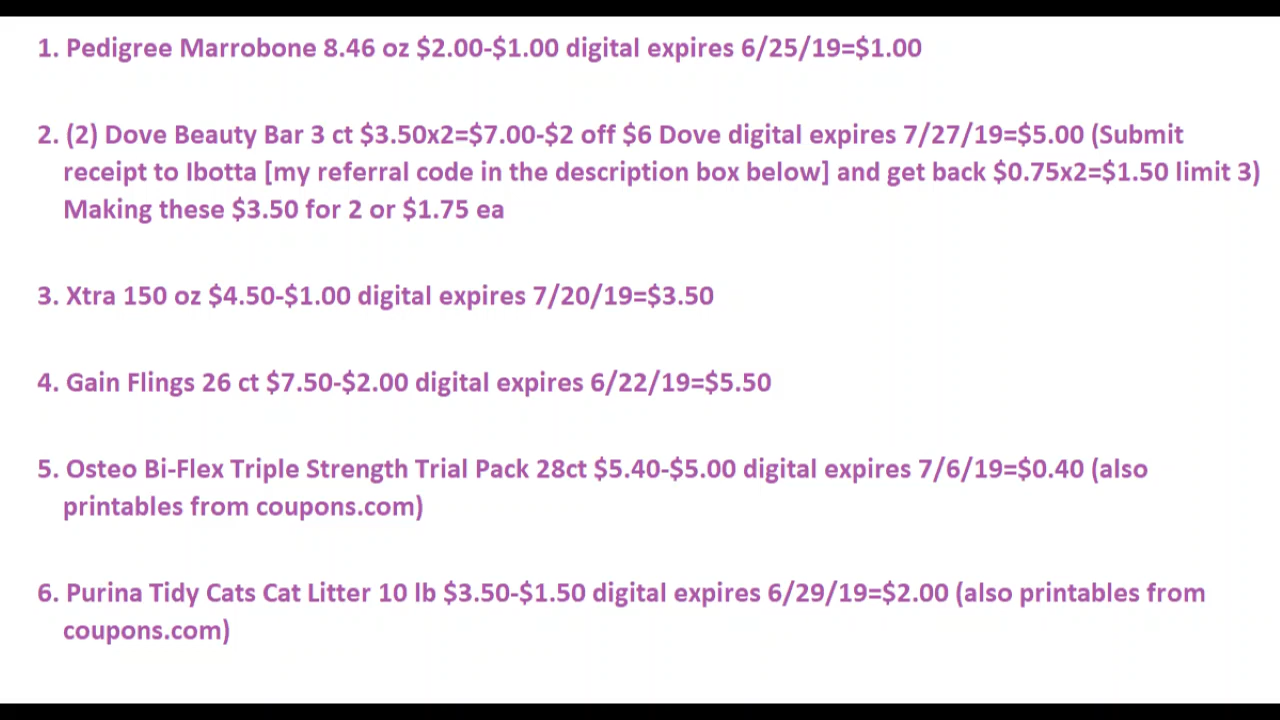 1. Pedigree Marrobone 8.46 oz $2.00-$1.00 digital expires 6/25/19=$1.00
2. (2) Dove Beauty Bar 3 ct $3.50x2=$7.00-$2 off $6 Dove digital expires 7/27/19=$5.00 (Submit
receipt to Ibotta [my referral code in the description box below] and get back $0.75x2=$1.50 limit 3)
Making these $3.50 for 2 or $1.75 ea
3. Xtra 150 oz $4.50-$1.00 digital expires 7/20/19=$3.50
4. Gain Flings 26 ct $7.50-$2.00 digital expires 6/22/19=$5.50
5. Osteo Bi-Flex Triple Strength Trial Pack 28ct $5.40-$5.00 digital expires 7/6/19=$0.40 (also
printables from coupons.com)
6. Purina Tidy Cats Cat Litter 10 lb $3.50-$1.50 digital expires 6/29/19=$2.00 (also printables from
coupons.com)